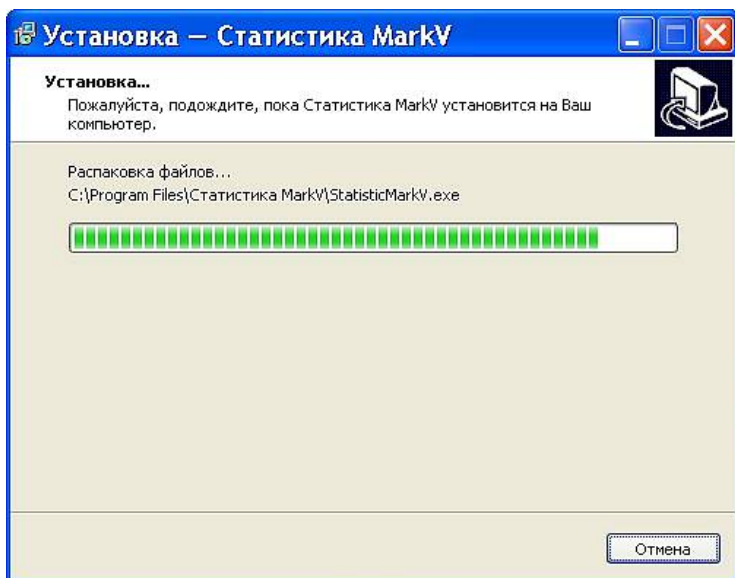 Установка — Статистика MarkV
Установка...
Пожалуйста, подождите, пока Статистика MarkV установится на Ваш
компьютер.
Распаковка файлов...
C:\Program Files\Статистика MarkV\StatisticMarkV.exe
Отмена